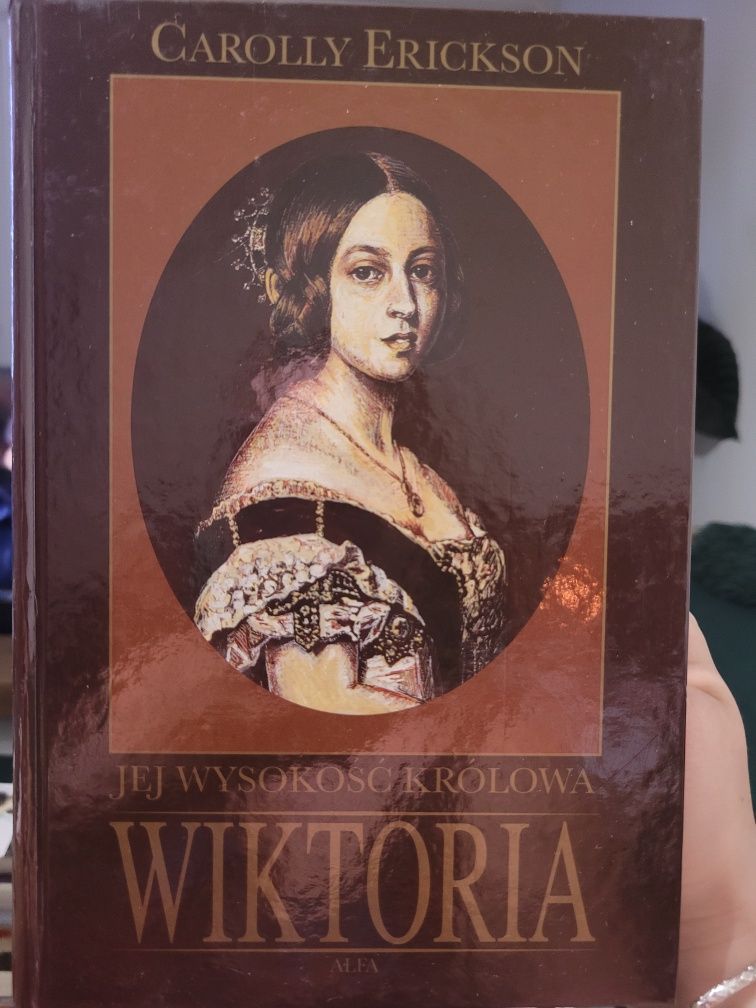 CAROLLY ERICKSON
JEJ WYSOKOŚĆ KRÓLOWA
WIKTORIA
ALFA